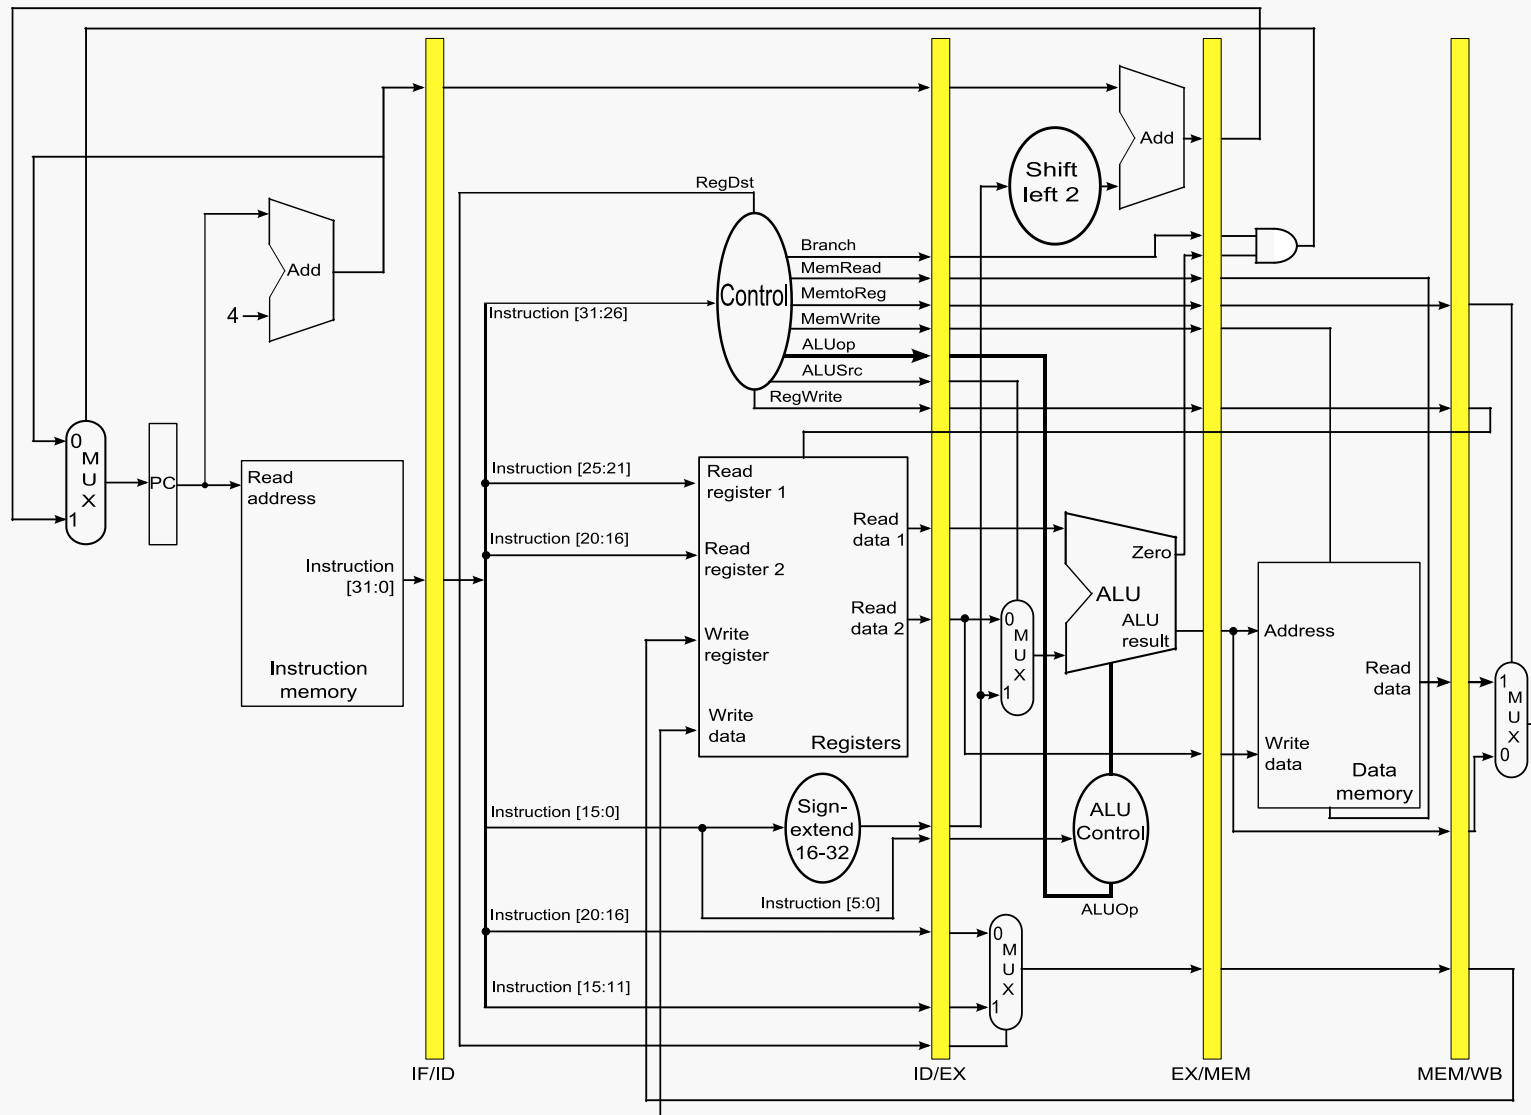 RegDst
Add
Shift
left 2
Branch
MemRead
MemtoReg
MemWrite
ALUop
ALUSrc
RegWrite
Control
Add
4
Instruction [31:26]
0
M
U
X
1
PC
Read
address
Instruction
[31:0]
Instruction
memory
Instruction [25:21]
Instruction [20:16]
Read
register 1
Read
register 2
Write
register
Write
data
Registers
Read
data 1
Read
data 2
0
M
U
X
1
Zero
ALU
ALU
result
Address
Read
data
Write
data
Data
memory
1
M
U
X
0
Instruction [15:0]
Sign-
extend
16-32
ALU
Control
Instruction [5:0]
ALUOp
Instruction [20:16]
0
M
U
X
1
Instruction [15:11]
IF/ID
ID/EX
EX/MEM
MEM/WB